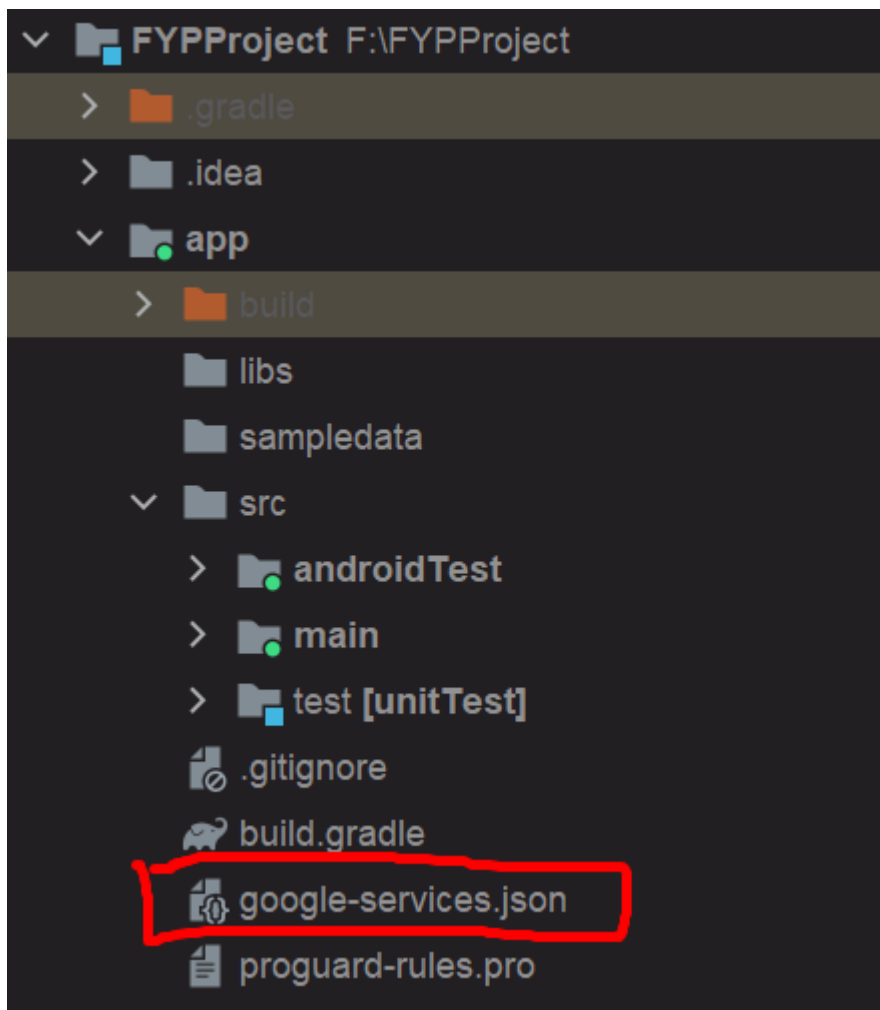 FYPProject F:\FYPProject
.gradle
.idea
app
build
libs
sampledata
src
androidTest
main
test [unitTest]
.gitignore
build.gradle
google-services.json
proguard-rules.pro